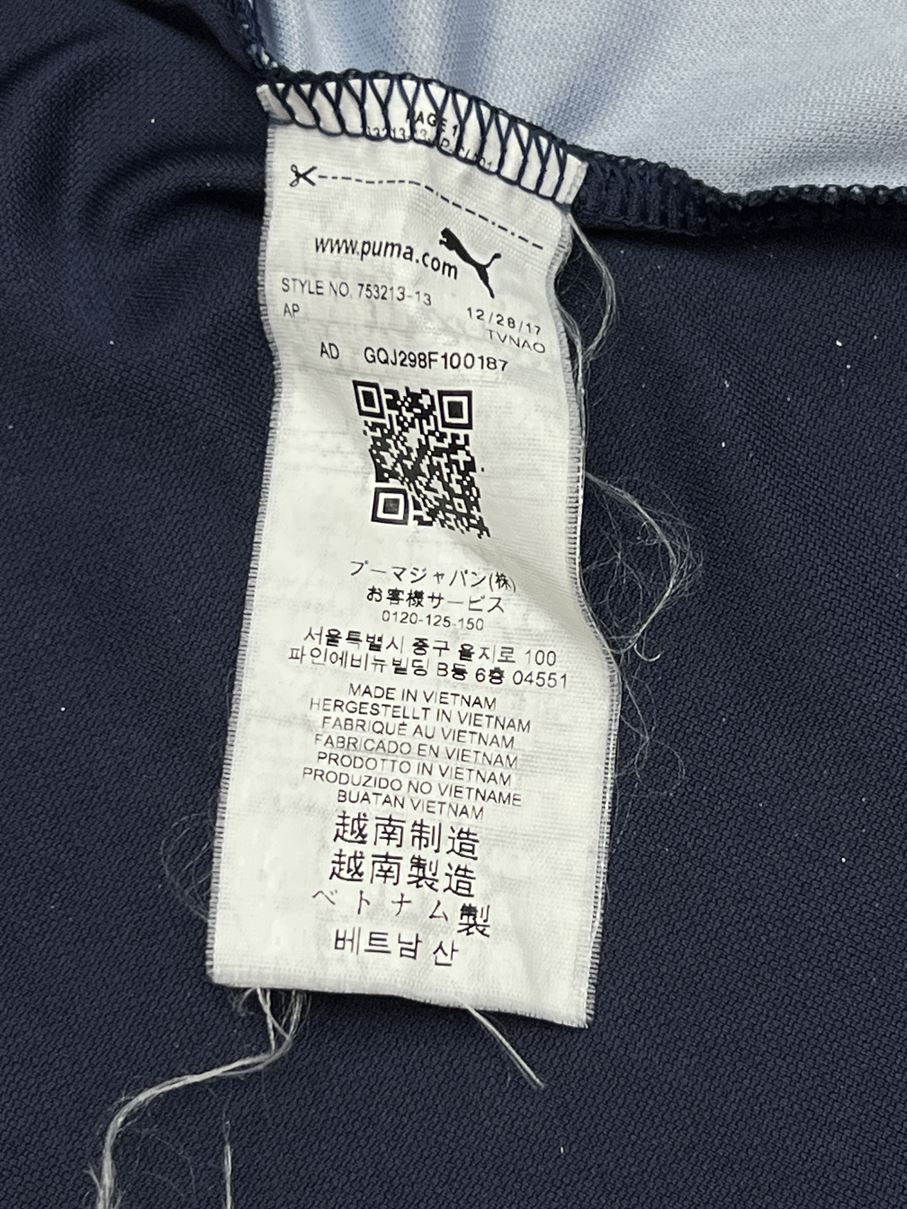 PAGE 1
www.puma.com
STYLE NO. 753213-13
12/28/17
AP
TVNAO
AD GQJ298F100187
プーマジャパン(株)
お客様サービス
0120-125-150
서울특별시 중구 을지로 100
파인에비뉴빌딩 B동 6층 04551
MADE IN VIETNAM
HERGESTELLT IN VIETNAM
FABRIQUÉ AU VIETNAM
FABRICADO EN VIETNAM
PRODOTTO IN VIETNAM
PRODUZIDO NO VIETNAME
BUATAN VIETNAM
越南制造
越南製造
ベトナム製
베트남 산